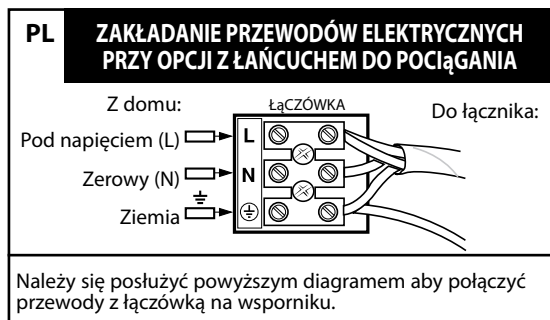 PL
ZAKŁADANIE PRZEWODÓW ELEKTRYCZNYCH
PRZY OPCJI Z ŁAŃCUCHEM DO POCIąGANIA
Z domu:
ŁąCZÓWKA
Do łącznika:
Pod napięciem (L)
L
Zerowy (N)
N
Ziemia
Należy się posłużyć powyższym diagramem aby połączyć
przewody z łączówką na wsporniku.